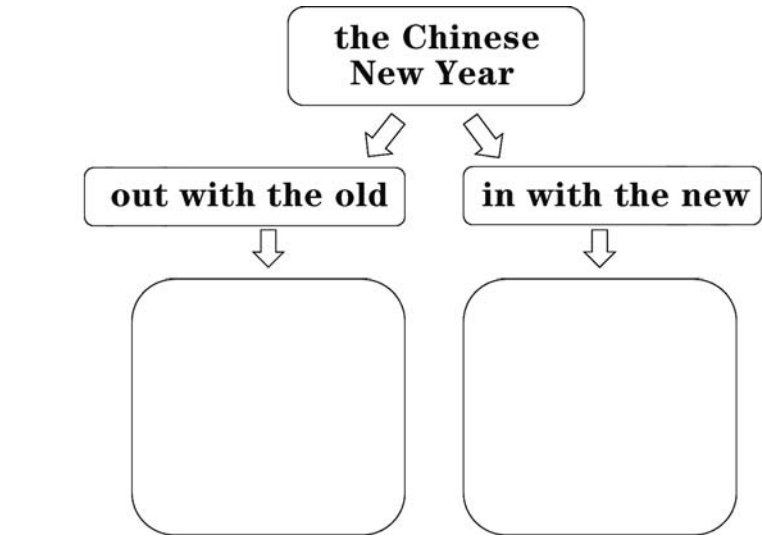 the Chinese
New Year
out with the old
in with the new